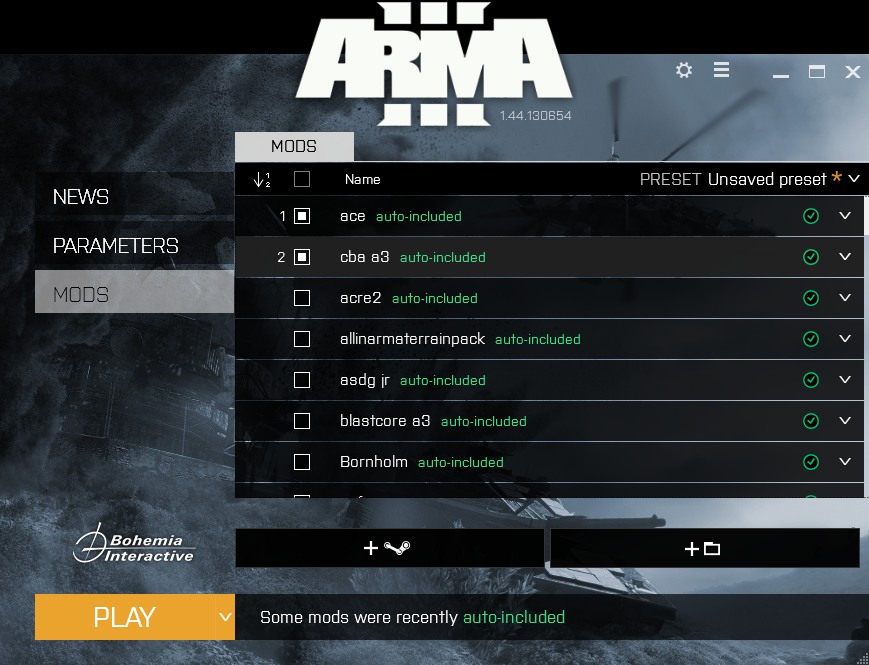 ARMA III
1.44.130654
MODS
NEWS
PARAMETERS
MODS
Name
PRESET Unsaved preset *
1 ace auto-included
2 cba a3 auto-included
acre2 auto-included
allinarmaterrainpack auto-included
asdg jr auto-included
blastcore a3 auto-included
Bornholm auto-included
Bohemia
Interactive
PLAY
Some mods were recently auto-included